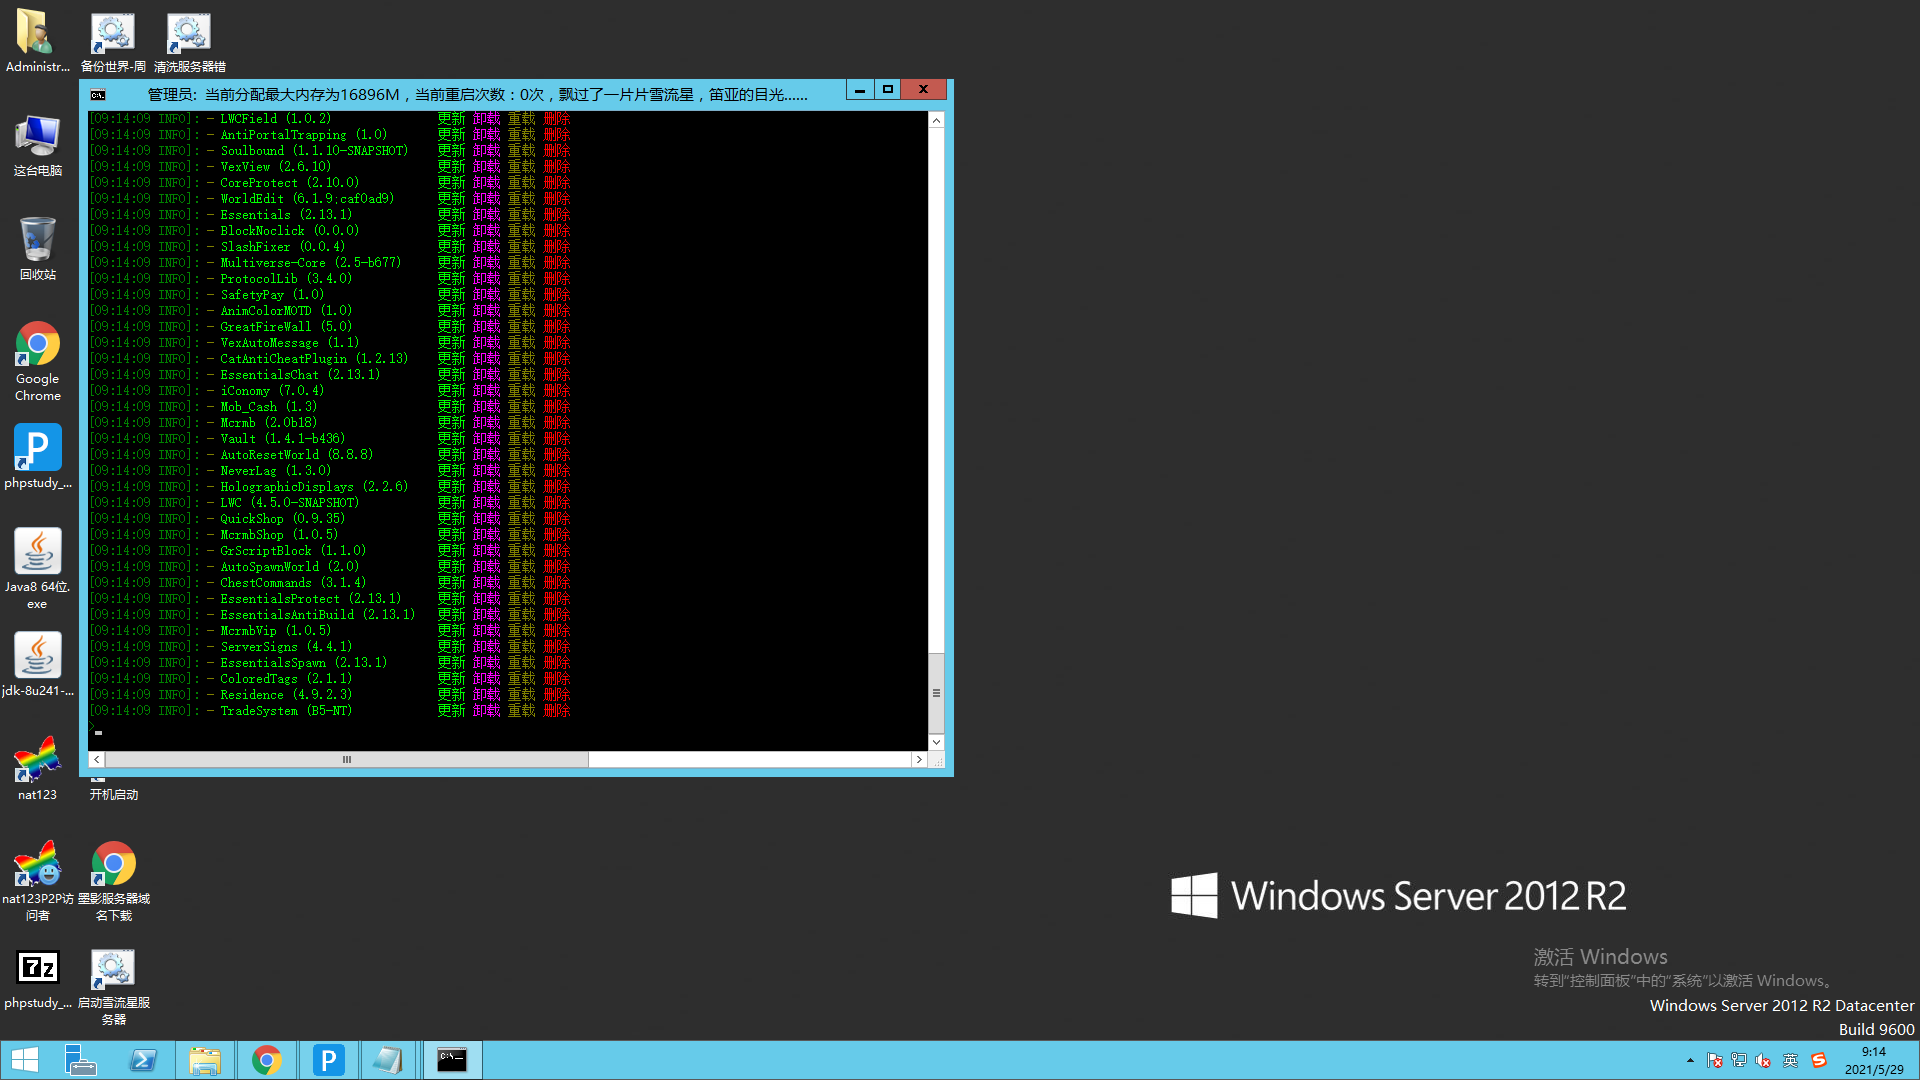 Administr...
备份世界-周
清洗服务器错
这台电脑
回收站
Google
Chrome
phpstudy_...
Java8 64位.
exe
jdk-8u241-...
nat123
开机启动
nat123P2P访
问者
墨影服务器域
名下载
phpstudy_...
启动雪流星服
务器
管理员: 当前分配最大内存为16896M，当前重启次数：0次，飘过了一片片雪流星，笛亚的目光......
[09:14:09 INFO]: - LWCField (1.0.2) 更新 卸载 重载 删除
[09:14:09 INFO]: - AntiPortalTrapping (1.0) 更新 卸载 重载 删除
[09:14:09 INFO]: - Soulbound (1.1.10-SNAPSHOT) 更新 卸载 重载 删除
[09:14:09 INFO]: - VexView (2.6.10) 更新 卸载 重载 删除
[09:14:09 INFO]: - CoreProtect (2.10.0) 更新 卸载 重载 删除
[09:14:09 INFO]: - WorldEdit (6.1.9;caf0ad9) 更新 卸载 重载 删除
[09:14:09 INFO]: - Essentials (2.13.1) 更新 卸载 重载 删除
[09:14:09 INFO]: - BlockNoclick (0.0.0) 更新 卸载 重载 删除
[09:14:09 INFO]: - SlashFixer (0.0.4) 更新 卸载 重载 删除
[09:14:09 INFO]: - Multiverse-Core (2.5-b677) 更新 卸载 重载 删除
[09:14:09 INFO]: - ProtocolLib (3.4.0) 更新 卸载 重载 删除
[09:14:09 INFO]: - SafetyPay (1.0) 更新 卸载 重载 删除
[09:14:09 INFO]: - AnimColorMOTD (1.0) 更新 卸载 重载 删除
[09:14:09 INFO]: - GreatFireWall (5.0) 更新 卸载 重载 删除
[09:14:09 INFO]: - VexAutoMessage (1.1) 更新 卸载 重载 删除
[09:14:09 INFO]: - CatAntiCheatPlugin (1.2.13) 更新 卸载 重载 删除
[09:14:09 INFO]: - EssentialsChat (2.13.1) 更新 卸载 重载 删除
[09:14:09 INFO]: - iConomy (7.0.4) 更新 卸载 重载 删除
[09:14:09 INFO]: - Mob_Cash (1.3) 更新 卸载 重载 删除
[09:14:09 INFO]: - Mcrmb (2.0b18) 更新 卸载 重载 删除
[09:14:09 INFO]: - Vault (1.4.1-b436) 更新 卸载 重载 删除
[09:14:09 INFO]: - AutoResetWorld (8.8.8) 更新 卸载 重载 删除
[09:14:09 INFO]: - NeverLag (1.3.0) 更新 卸载 重载 删除
[09:14:09 INFO]: - HolographicDisplays (2.2.6) 更新 卸载 重载 删除
[09:14:09 INFO]: - LWC (4.5.0-SNAPSHOT) 更新 卸载 重载 删除
[09:14:09 INFO]: - QuickShop (0.9.35) 更新 卸载 重载 删除
[09:14:09 INFO]: - McrmbShop (1.0.5) 更新 卸载 重载 删除
[09:14:09 INFO]: - GrScriptBlock (1.1.0) 更新 卸载 重载 删除
[09:14:09 INFO]: - AutoSpawnWorld (2.0) 更新 卸载 重载 删除
[09:14:09 INFO]: - ChestCommands (3.1.4) 更新 卸载 重载 删除
[09:14:09 INFO]: - EssentialsProtect (2.13.1) 更新 卸载 重载 删除
[09:14:09 INFO]: - EssentialsAntiBuild (2.13.1) 更新 卸载 重载 删除
[09:14:09 INFO]: - McrmbVip (1.0.5) 更新 卸载 重载 删除
[09:14:09 INFO]: - ServerSigns (4.4.1) 更新 卸载 重载 删除
[09:14:09 INFO]: - EssentialsSpawn (2.13.1) 更新 卸载 重载 删除
[09:14:09 INFO]: - ColoredTags (2.1.1) 更新 卸载 重载 删除
[09:14:09 INFO]: - Residence (4.9.2.3) 更新 卸载 重载 删除
[09:14:09 INFO]: - TradeSystem (B5-NT) 更新 卸载 重载 删除
>
Windows Server 2012 R2
激活 Windows
转到“控制面板”中的“系统”以激活 Windows。
Windows Server 2012 R2 Datacenter
Build 9600
英
9:14
2021/5/29